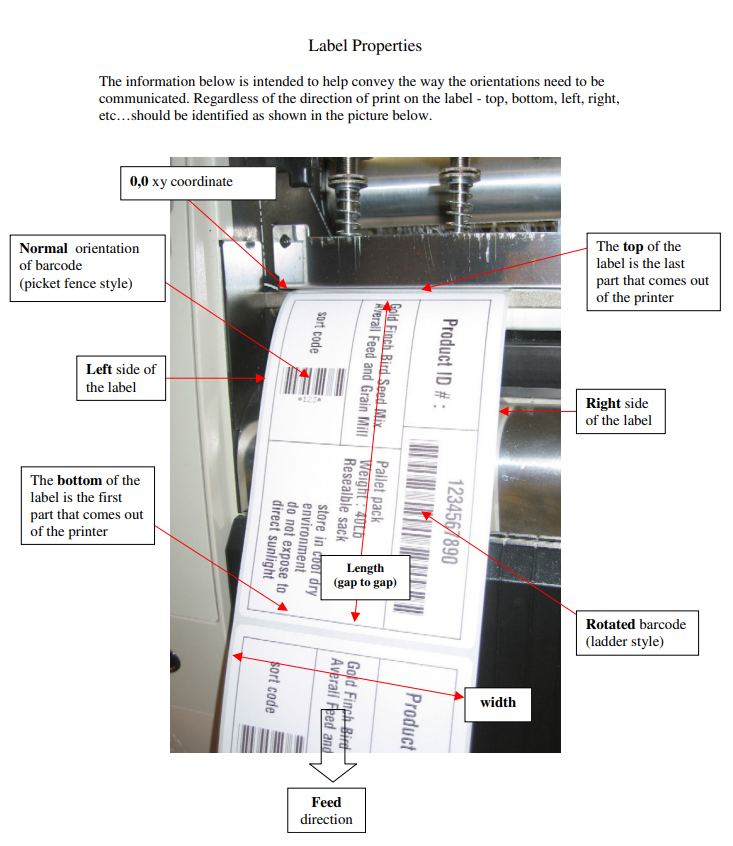 Label Properties
The information below is intended to help convey the way the orientations need to be
communicated. Regardless of the direction of print on the label - top, bottom, left, right,
etc…should be identified as shown in the picture below.
0,0 xy coordinate
Normal orientation
of barcode
(picket fence style)
The top of the
label is the last
part that comes out
of the printer
Left side of
the label
Right side
of the label
The bottom of the
label is the first
part that comes out
of the printer
Length
(gap to gap)
Rotated barcode
(ladder style)
width
Feed
direction
Product ID # :
1234567890
Gold Finch Bird Seed Mix
Averall Feed and Grain Mill
Pallet pack
Weight : 40Lb
Resealble sack
sort code
*123*
store in cool dry
environment
do not expose to
direct sunlight
Product
Gold Finch Bird
Averall Feed and
sort code